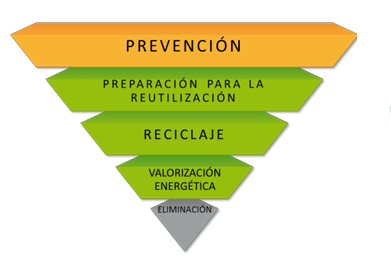 PREVENCIÓN
PREPARACIÓN PARA LA
REUTILIZACIÓN
RECICLAJE
VALORIZACIÓN
ENERGÉTICA
ELIMINACIÓN